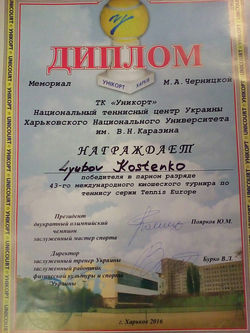 ДИПЛОМ
УНИКОРТ
Мемориал М.А.Черницкой
ТК «Уникорт»
Национальный теннисный центр Украины
Харьковского Национального Университета
им. В.Н.Каразина
НАГРАЖДАЕТ
Lyubov Kostenko
победителя в парном разряде
43-го международного юношеского турнира по
теннису серии Tennis Europe
Президент
двукратный олимпийский
чемпион
заслуженный мастер спорта
Поярков Ю.М.
Директор
заслуженный тренер Украины
заслуженный работник
физической культуры и спорта
Украины
Бурко В.Л.
г. Харьков 2016